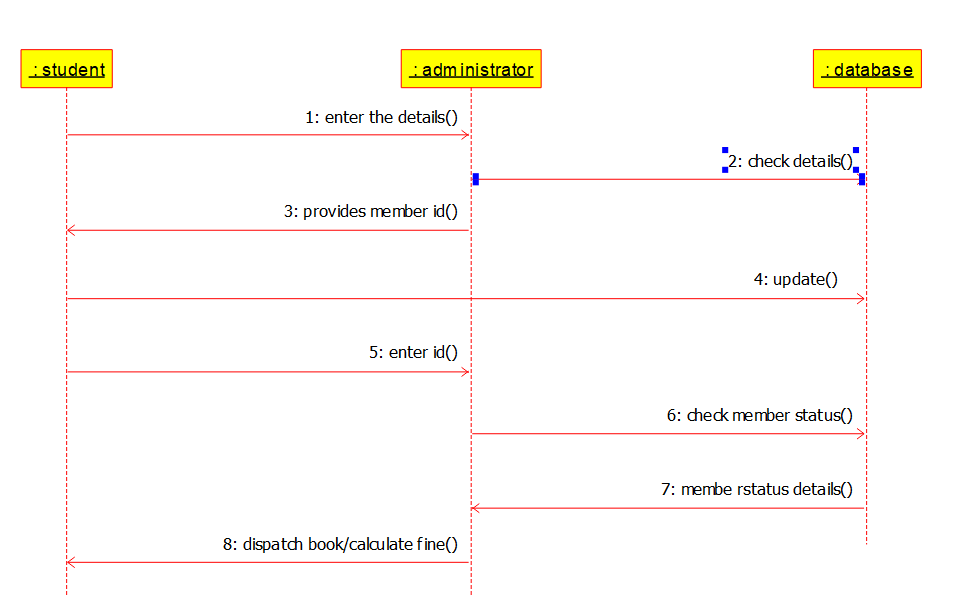 : student
: administrator
: database
1: enter the details()
2: check details()
3: provides member id()
4: update()
5: enter id()
6: check member status()
7: membe rstatus details()
8: dispatch book/calculate fine()